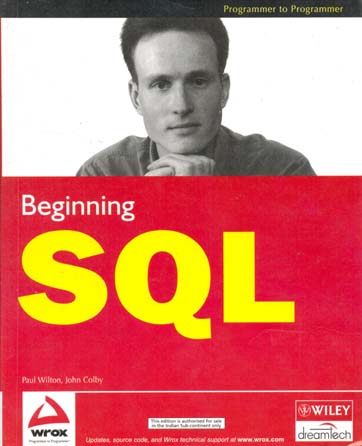 Programmer to Programmer
Beginning
SQL
Paul Wilton, John Colby
wrox
Programmer to Programmer
This edition is authorised for sale
in the Indian Sub-continent only
WILEY
dreamtech
Updates, source code, and Wrox technical support at www.wrox.com